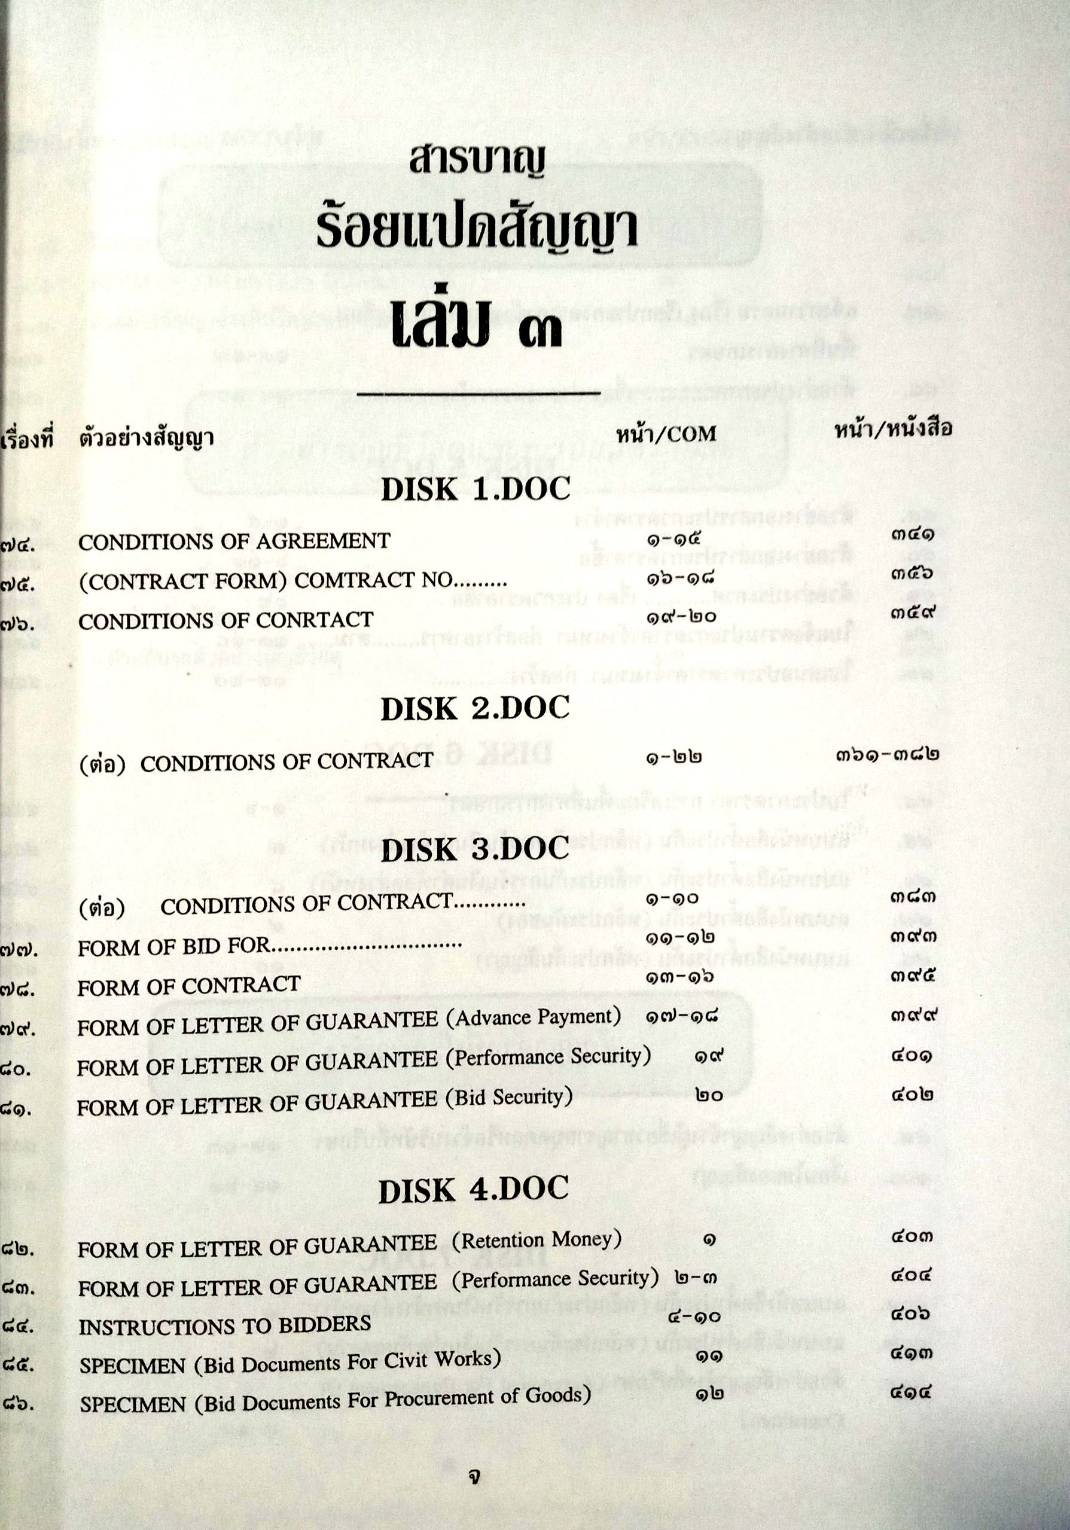 สารบาญ
ร้อยแปดสัญญา
เล่ม ๓
เรื่องที่ ตัวอย่างสัญญา หน้า/COM หน้า/หนังสือ
DISK 1.DOC
๗๔. CONDITIONS OF AGREEMENT ๑-๑๕ ๓๔๑
๗๕. (CONTRACT FORM) COMTRACT NO......... ๑๖-๑๘ ๓๕๖
๗๖. CONDITIONS OF CONRTACT ๑๙-๒๐ ๓๕๙
DISK 2.DOC
(ต่อ) CONDITIONS OF CONTRACT ๑-๒๒ ๓๖๑-๓๘๒
DISK 3.DOC
(ต่อ) CONDITIONS OF CONTRACT............ ๑-๑๐ ๓๘๓
๗๗. FORM OF BID FOR.............................. ๑๑-๑๒ ๓๙๓
๗๘. FORM OF CONTRACT ๑๓-๑๖ ๓๙๕
๗๙. FORM OF LETTER OF GUARANTEE (Advance Payment) ๑๗-๑๘ ๓๙๙
๘๐. FORM OF LETTER OF GUARANTEE (Performance Security) ๑๙ ๔๐๑
๘๑. FORM OF LETTER OF GUARANTEE (Bid Security) ๒๐ ๔๐๒
DISK 4.DOC
๘๒. FORM OF LETTER OF GUARANTEE (Retention Money) ๑ ๔๐๓
๘๓. FORM OF LETTER OF GUARANTEE (Performance Security) ๒-๓ ๔๐๔
๘๔. INSTRUCTIONS TO BIDDERS ๔-๑๐ ๔๐๖
๘๕. SPECIMEN (Bid Documents For Civit Works) ๑๑ ๔๑๓
๘๖. SPECIMEN (Bid Documents For Procurement of Goods) ๑๒ ๔๑๔
จ